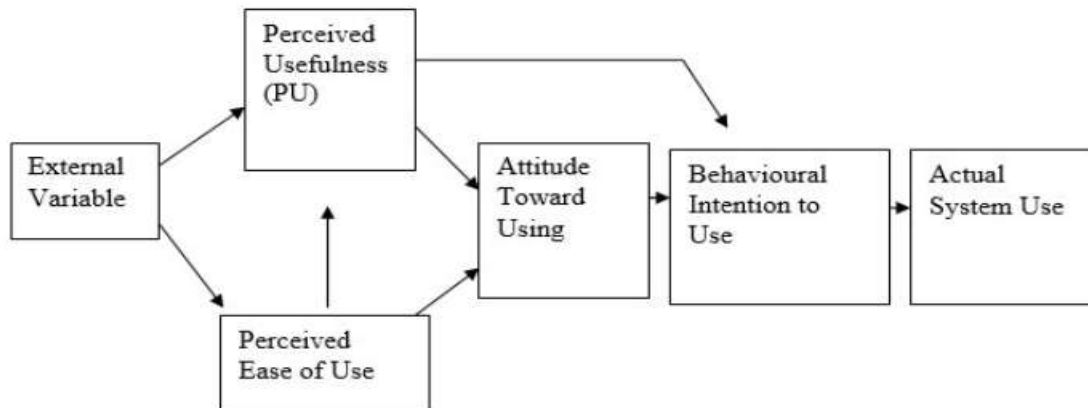 Perceived
Usefulness
(PU)
External
Variable
Attitude
Toward
Using
Behavioural
Intention to
Use
Actual
System Use
Perceived
Ease of Use